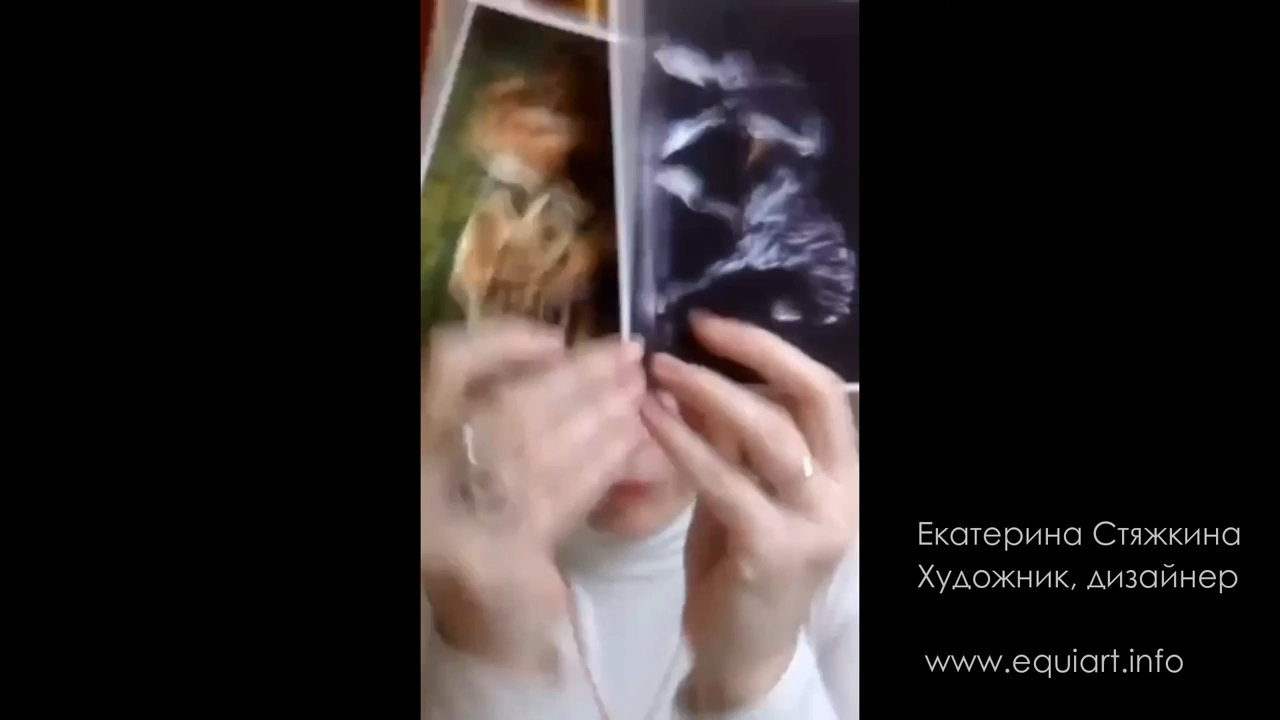 Екатерина Стяжкина
Художник, дизайнер
www.equiart.info